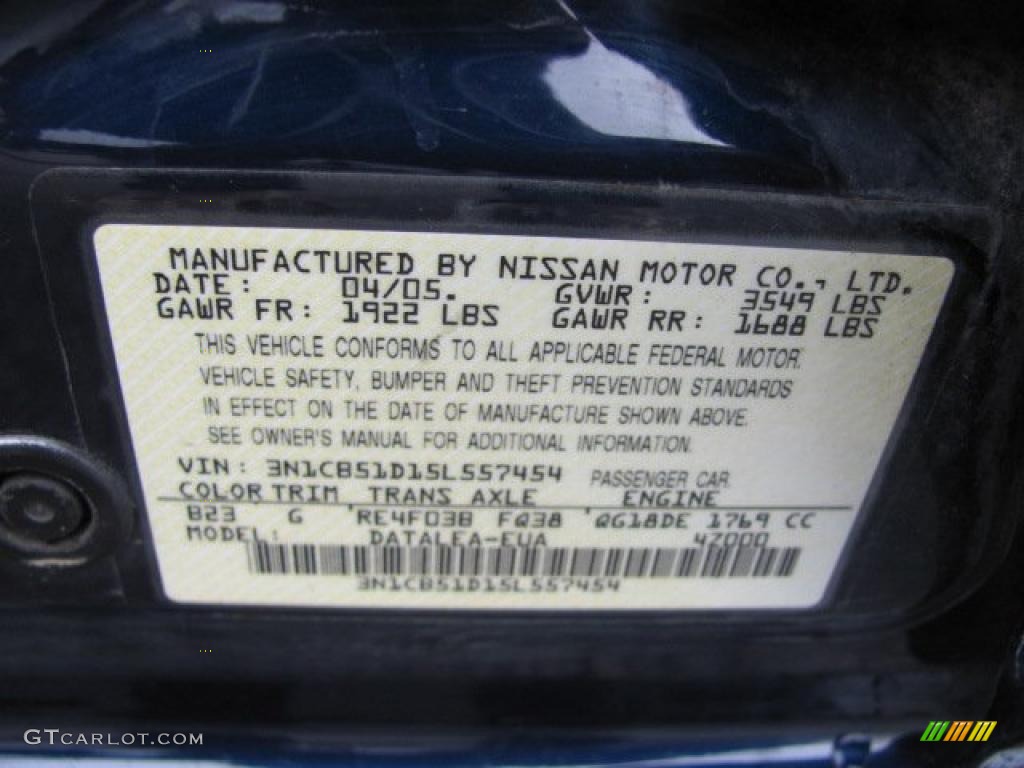 MANUFACTURED BY NISSAN MOTOR CO., LTD.
DATE: 04/05. GVWR: 3549 LBS
GAWR FR: 1922 LBS GAWR RR: 1688 LBS
THIS VEHICLE CONFORMS TO ALL APPLICABLE FEDERAL MOTOR
VEHICLE SAFETY, BUMPER AND THEFT PREVENTION STANDARDS
IN EFFECT ON THE DATE OF MANUFACTURE SHOWN ABOVE.
SEE OWNER'S MANUAL FOR ADDITIONAL INFORMATION.
VIN: 3N1CB51D15L557454 PASSENGER CAR
COLOR TRIM TRANS AXLE ENGINE
B23 G 'RE4F03B FQ38 'QG18DE 1769 CC
MODEL: DATALEA-EUA 4Z000
3N1CB51D15L557454
GTCARLOT.COM